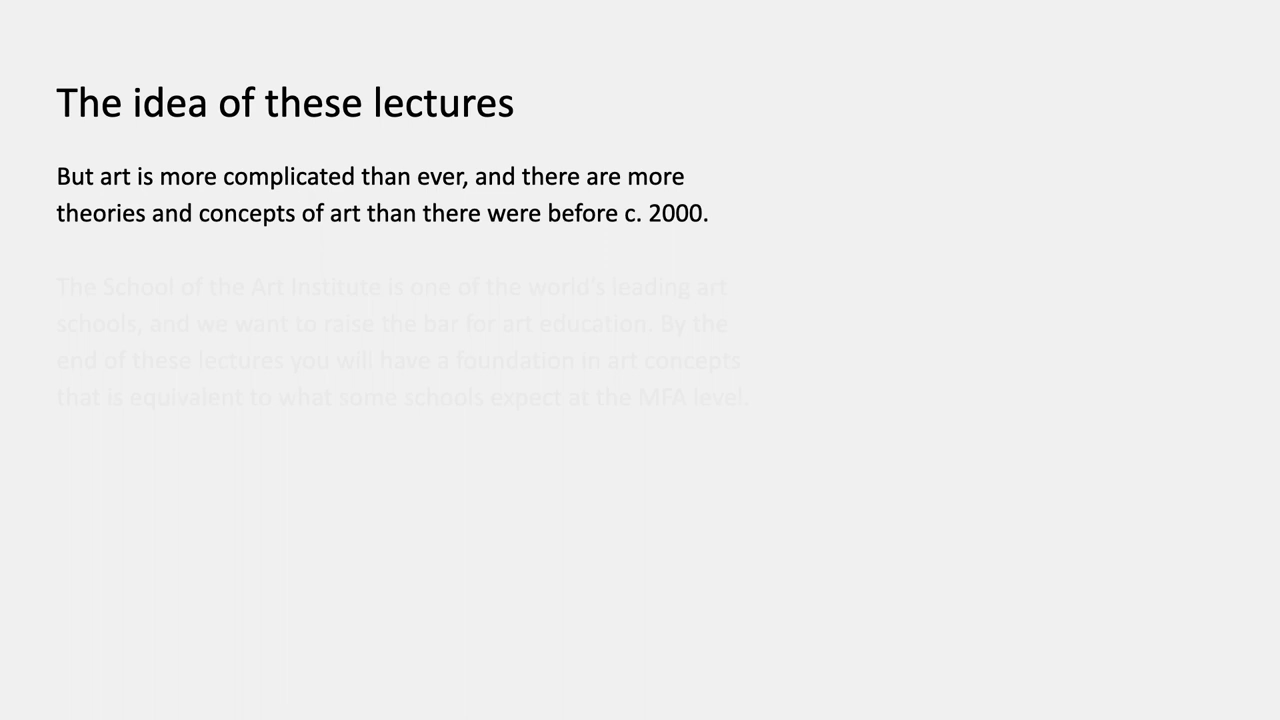 The idea of these lectures
But art is more complicated than ever, and there are more
theories and concepts of art than there were before c. 2000.
The School of the Art Institute is one of the world's leading art
schools, and we want to raise the bar for art education. By the
end of these lectures you will have a foundation in art concepts
that is equivalent to what some schools expect at the MFA level.